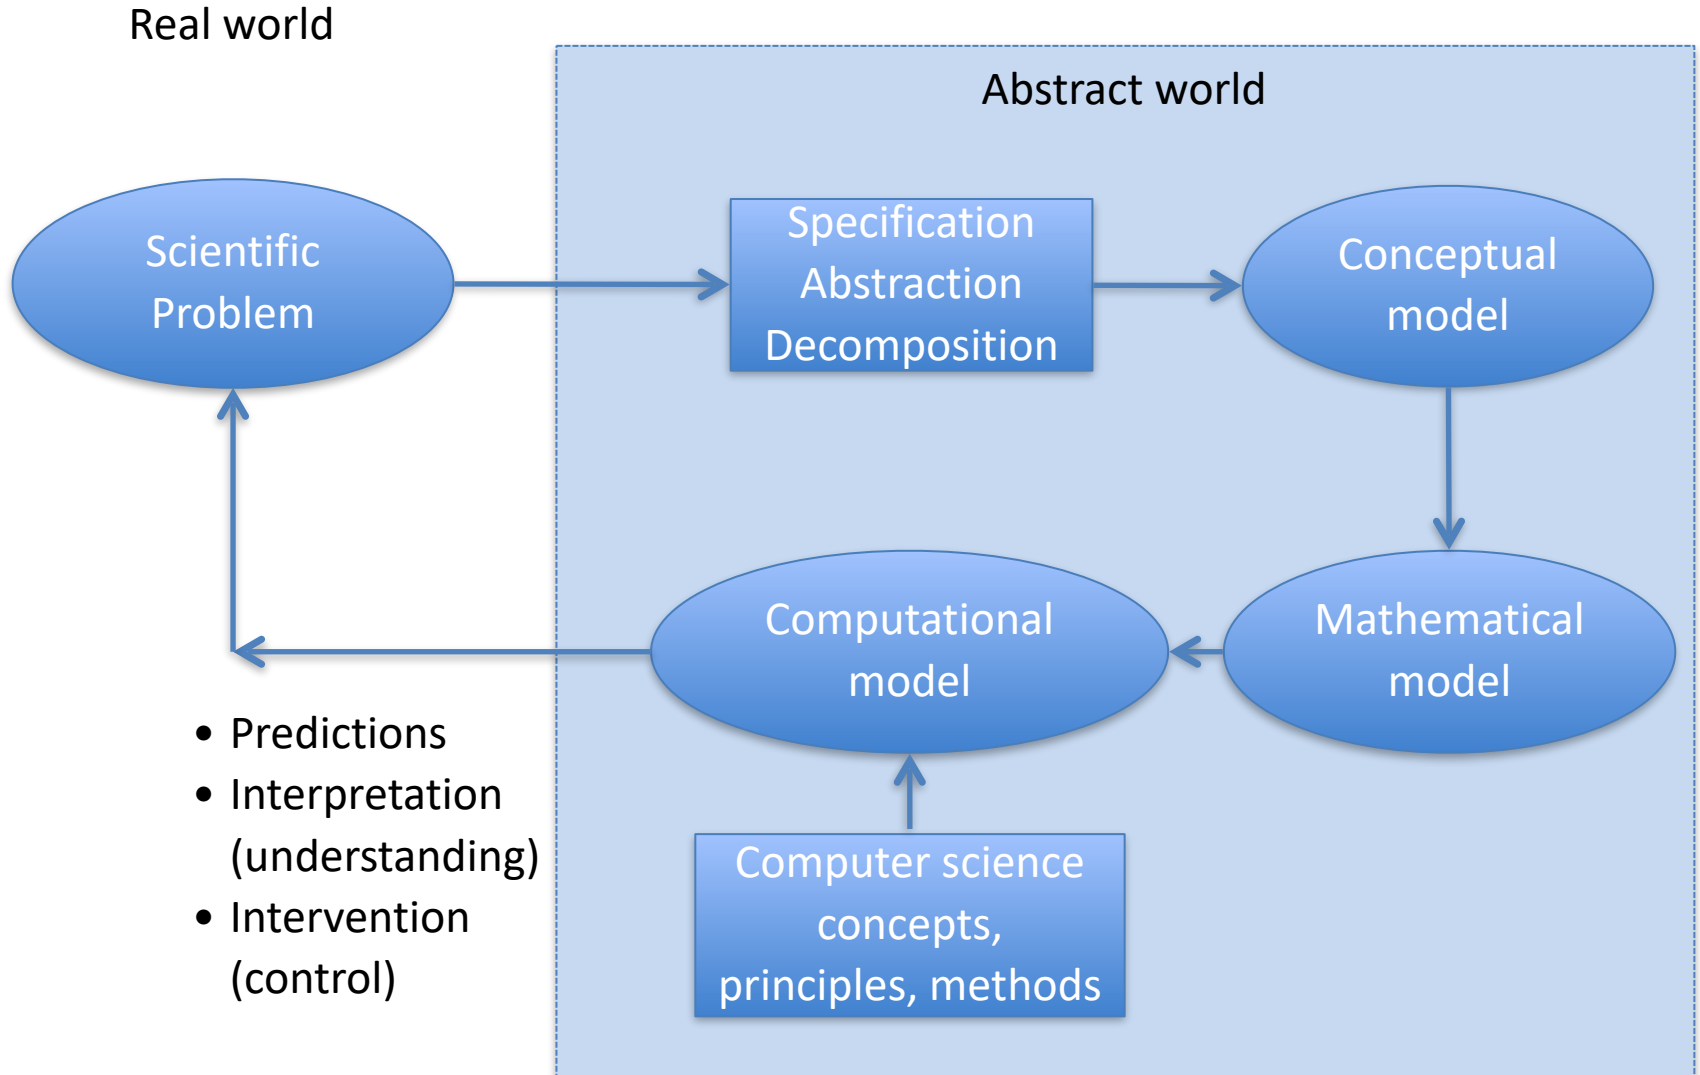 Real world
Abstract world
Scientific
Problem
Specification
Abstraction
Decomposition
Conceptual
model
Computational
model
Mathematical
model
• Predictions
• Interpretation
(understanding)
• Intervention
(control)
Computer science
concepts,
principles, methods